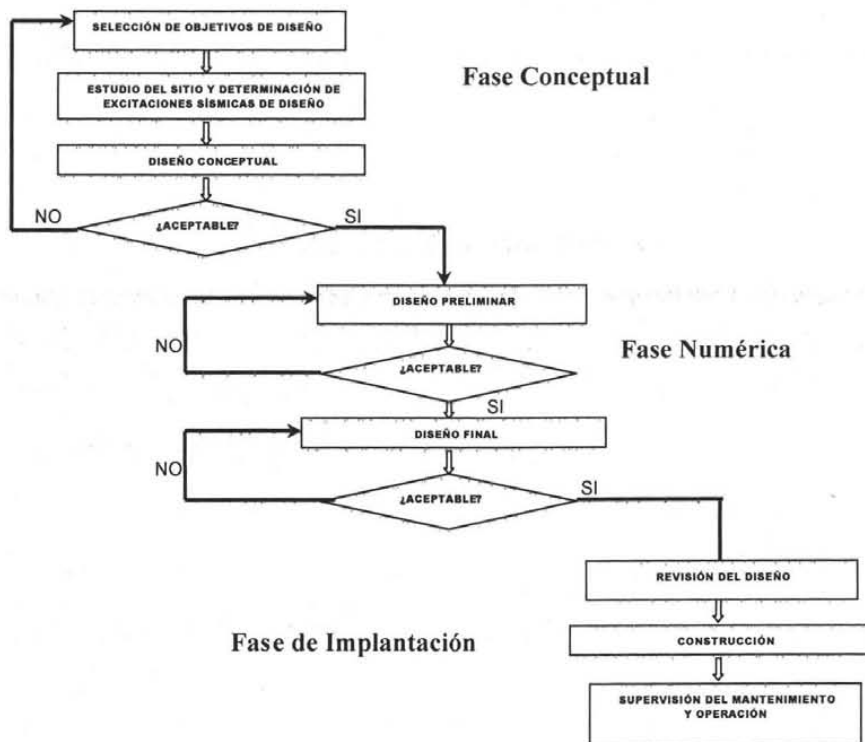 SELECCIÓN DE OBJETIVOS DE DISEÑO
Fase Conceptual
ESTUDIO DEL SITIO Y DETERMINACIÓN DE
EXCITACIONES SÍSMICAS DE DISEÑO
DISEÑO CONCEPTUAL
NO
¿ACEPTABLE?
SI
DISEÑO PRELIMINAR
NO
Fase Numérica
¿ACEPTABLE?
SI
DISEÑO FINAL
NO
¿ACEPTABLE?
SI
REVISIÓN DEL DISEÑO
Fase de Implantación
CONSTRUCCIÓN
SUPERVISIÓN DEL MANTENIMIENTO
Y OPERACIÓN